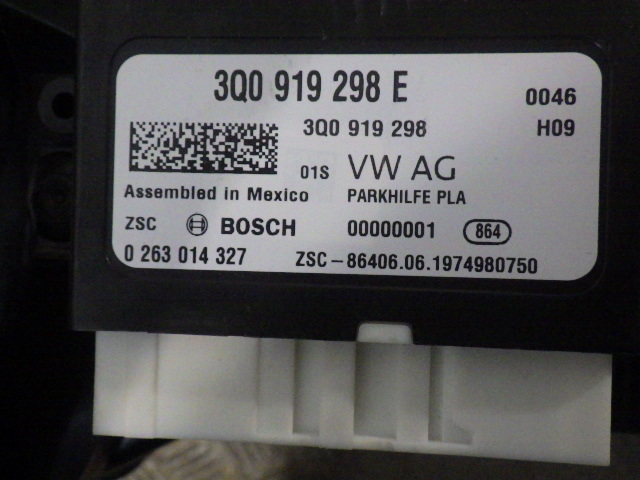 3Q0 919 298 E 0046
3Q0 919 298 H09
01S VW AG
Assembled in Mexico PARKHILFE PLA
ZSC BOSCH 00000001 864
0 263 014 327 ZSC-86406.06.1974980750